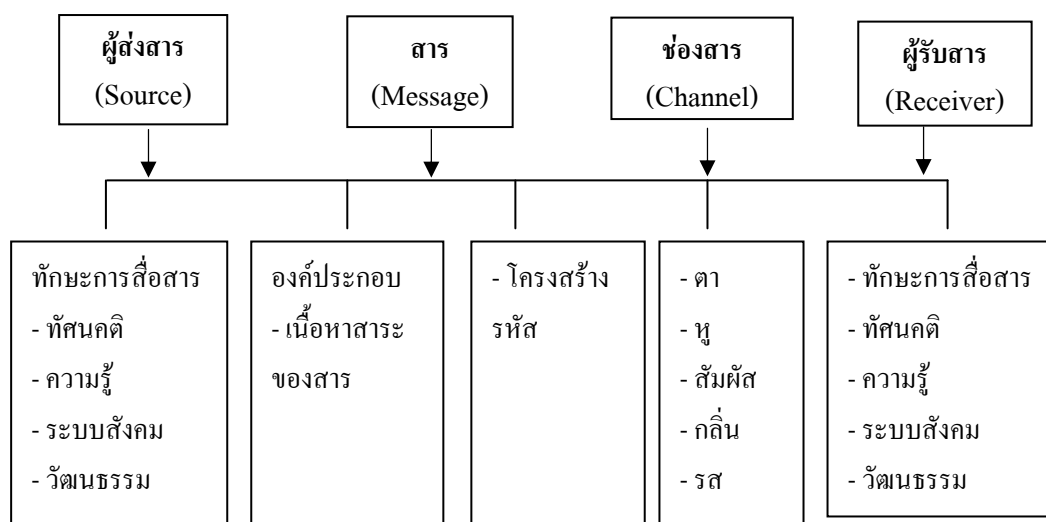 ผู้ส่งสาร
(Source)
สาร
(Message)
ช่องสาร
(Channel)
ผู้รับสาร
(Receiver)
ทักษะการสื่อสาร
- ทัศนคติ
- ความรู้
- ระบบสังคม
- วัฒนธรรม
องค์ประกอบ
- เนื้อหาสาระ
ของสาร
- โครงสร้าง
รหัส
- ตา
- หู
- สัมผัส
- กลิ่น
- รส
- ทักษะการสื่อสาร
- ทัศนคติ
- ความรู้
- ระบบสังคม
- วัฒนธรรม